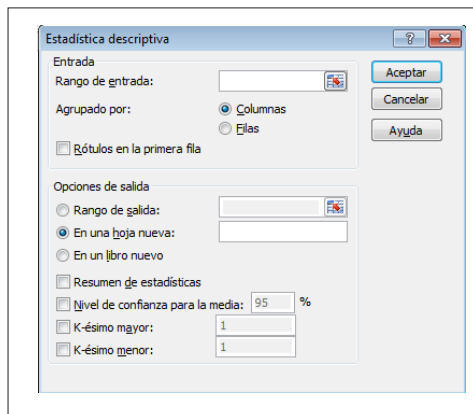 Estadística descriptiva
Entrada
Rango de entrada:
Agrupado por:
Columnas
Filas
Rótulos en la primera fila
Aceptar
Cancelar
Ayuda
Opciones de salida
Rango de salida:
En una hoja nueva:
En un libro nuevo
Resumen de estadísticas
Nivel de confianza para la media: 95 %
K-ésimo mayor: 1
K-ésimo menor: 1